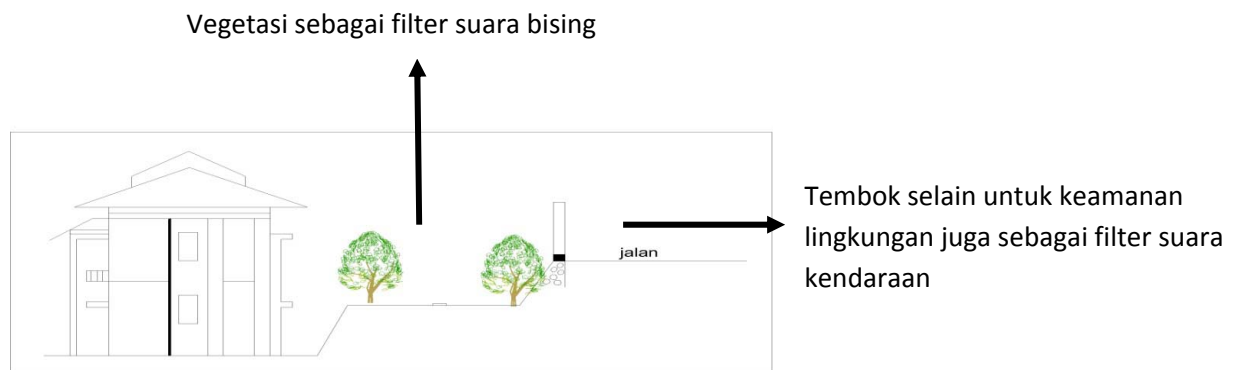 Vegetasi sebagai filter suara bising
Tembok selain untuk keamanan
lingkungan juga sebagai filter suara
kendaraan
jalan